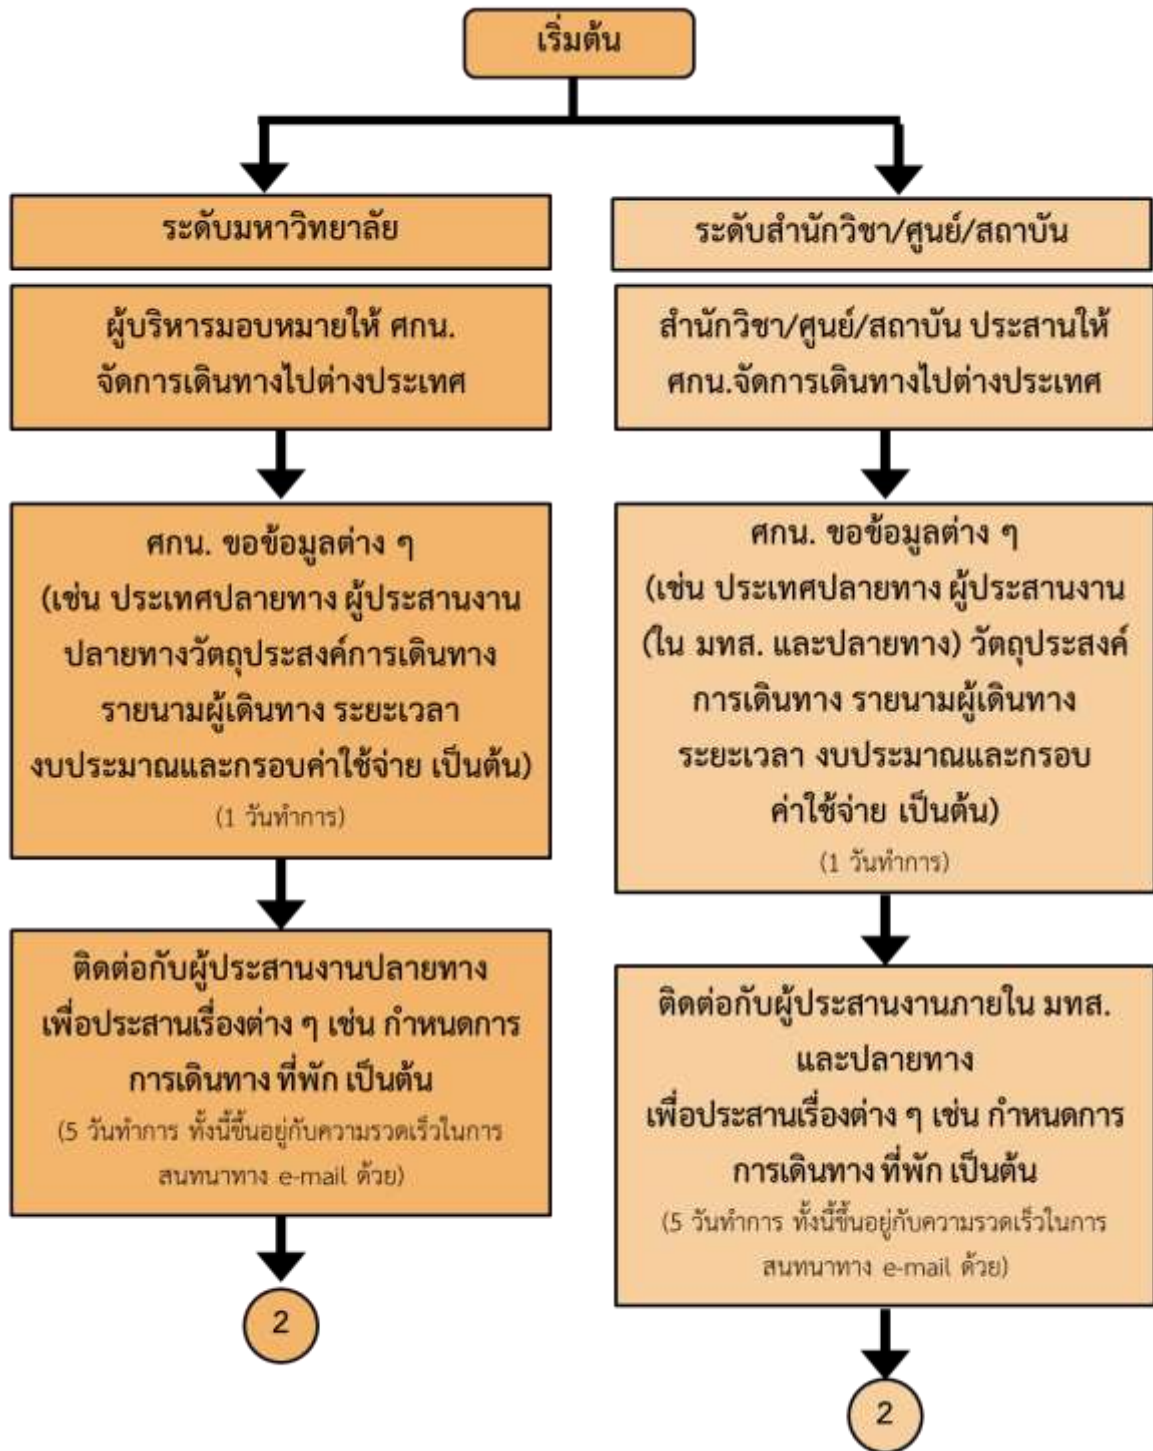 เริ่มต้น
ระดับมหาวิทยาลัย
ผู้บริหารมอบหมายให้ ศกน.
จัดการเดินทางไปต่างประเทศ
ศกน. ขอข้อมูลต่าง ๆ
(เช่น ประเทศปลายทาง ผู้ประสานงาน
ปลายทางวัตถุประสงค์การเดินทาง
รายนามผู้เดินทาง ระยะเวลา
งบประมาณและกรอบค่าใช้จ่าย เป็นต้น)
(1 วันทำการ)
ติดต่อกับผู้ประสานงานปลายทาง
เพื่อประสานเรื่องต่าง ๆ เช่น กำหนดการ
การเดินทาง ที่พัก เป็นต้น
(5 วันทำการ ทั้งนี้ขึ้นอยู่กับความรวดเร็วในการ
สนทนาทาง e-mail ด้วย)
2
ระดับสำนักวิชา/ศูนย์/สถาบัน
สำนักวิชา/ศูนย์/สถาบัน ประสานให้
ศกน.จัดการเดินทางไปต่างประเทศ
ศกน. ขอข้อมูลต่าง ๆ
(เช่น ประเทศปลายทาง ผู้ประสานงาน
(ใน มทส. และปลายทาง) วัตถุประสงค์
การเดินทาง รายนามผู้เดินทาง
ระยะเวลา งบประมาณและกรอบ
ค่าใช้จ่าย เป็นต้น)
(1 วันทำการ)
ติดต่อกับผู้ประสานงานภายใน มทส.
และปลายทาง
เพื่อประสานเรื่องต่าง ๆ เช่น กำหนดการ
การเดินทาง ที่พัก เป็นต้น
(5 วันทำการ ทั้งนี้ขึ้นอยู่กับความรวดเร็วในการ
สนทนาทาง e-mail ด้วย)
2